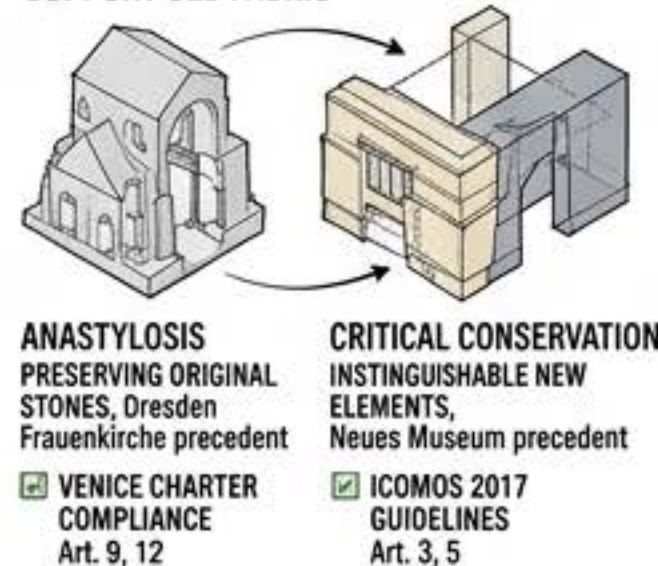 ANASTYLOSIS
PRESERVING ORIGINAL
STONES, Dresden
Frauenkirche precedent
VENICE CHARTER
COMPLIANCE
Art. 9, 12
CRITICAL CONSERVATION
INSTINGUISHABLE NEW
ELEMENTS,
Neues Museum precedent
ICOMOS 2017
GUIDELINES
Art. 3, 5